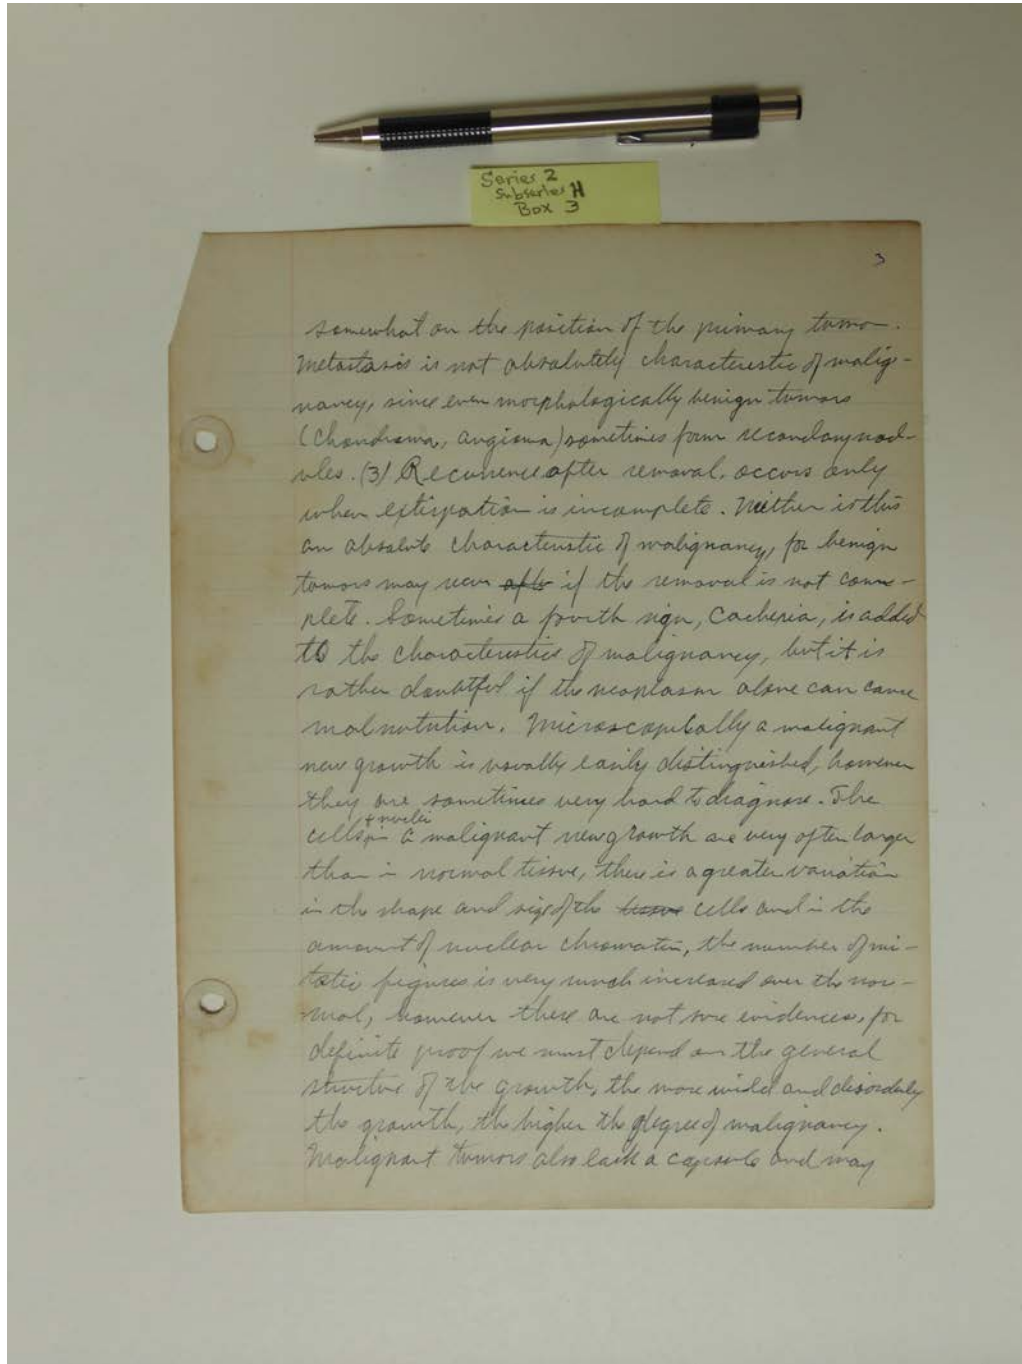 Series 2
Subseries H
Box 3
3
somewhat on the position of the primary tumor.
Metastasis is not absolutely characteristic of malig-
nancy, since even morphologically benign tumors
(Chondroma, angioma) sometimes form secondary nod-
ules. (3) Recurrence after removal, occurs only
when extirpation is incomplete. Neither is this
an absolute characteristic of malignancy, for benign
tumors may recur after if the removal is not com-
plete. Sometimes a fourth sign, Cachexia, is added
to the characteristics of malignancy, but it is
rather doubtful if the neoplasm alone can cause
malnutrition. Microscopically a malignant
new growth is usually easily distinguished, however
they are sometimes very hard to diagnose. The
+ nuclei
cells in a malignant new growth are very often larger
than in normal tissue, there is a greater variation
in the shape and size of the tissue cells and in the
amount of nuclear chromatin, the number of mi-
totic figures is very much increased over the nor-
mal, however these are not sure evidences, for
definite proof we must depend on the general
structure of the growth, the more wild and disorderly
the growth, the higher the degree of malignancy.
Malignant tumors also lack a capsule and may